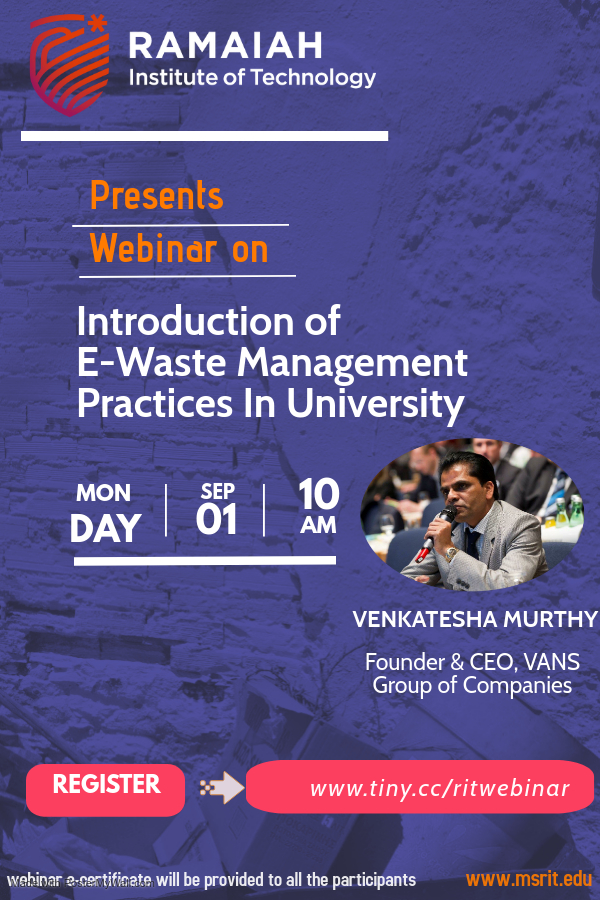 RAMAIAH
Institute of Technology
Presents
Webinar on
Introduction of
E-Waste Management
Practices In University
MON
DAY
SEP
01
10
AM
VENKATESHA MURTHY
Founder & CEO, VANS
Group of Companies
REGISTER
www.tiny.cc/ritwebinar
webinar e-certificate will be provided to all the participants
www.msrit.edu